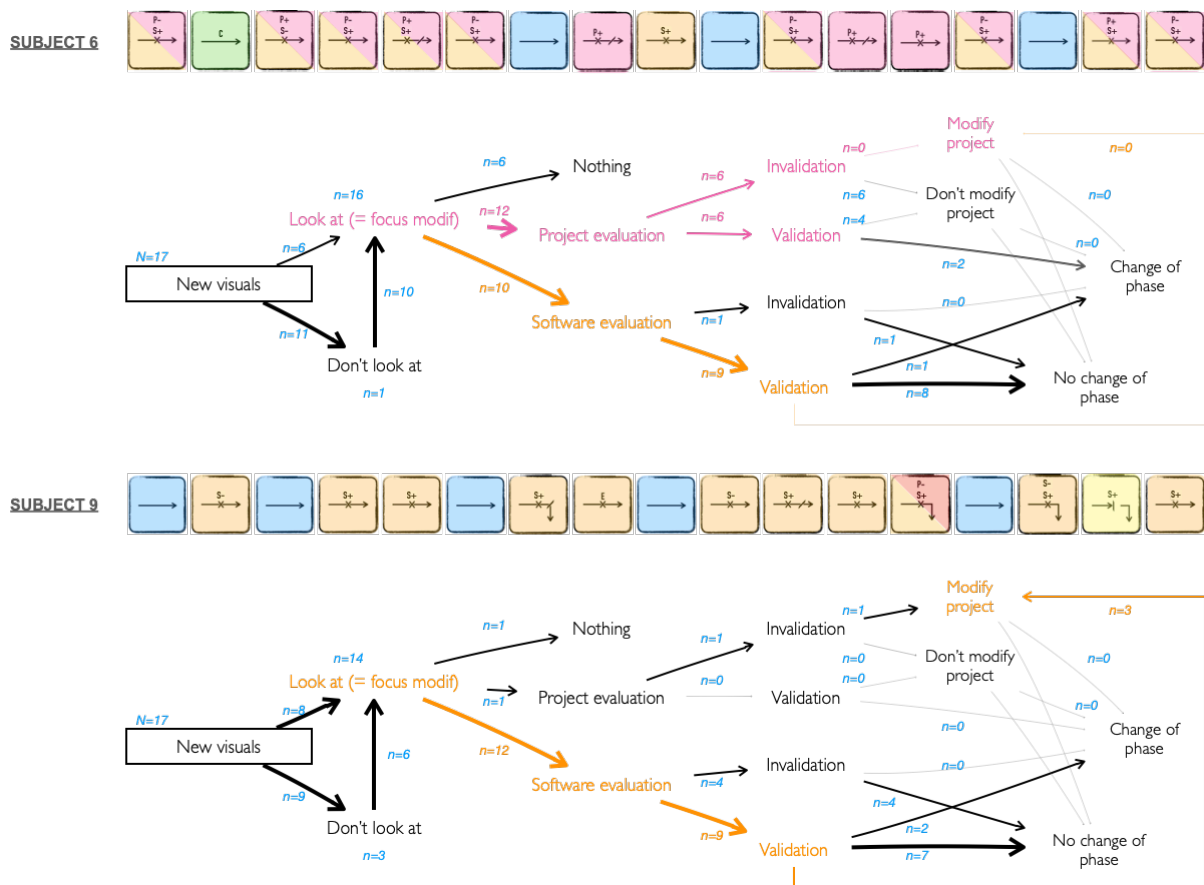 SUBJECT 6
P-
S+
C
P+
S-
P-
S+
P+
S+
P-
S+
P+
S+
P-
S+
P+
P+
P-
S+
P+
S+
P-
S+
Modify
project
n=0
n=0
n=6
Nothing
Invalidation
n=6
n=16
n=6
Don't modify
project
n=0
Look at (= focus modif)
n=12
n=4
Project evaluation
n=6
Validation
n=0
N=17
n=6
n=2
Change of
phase
New visuals
n=10
n=10
Invalidation
n=0
Software evaluation
n=1
n=11
n=1
Don't look at
n=9
n=1
No change of
phase
n=1
Validation
n=8
SUBJECT 9
S-
S+
S+
S+
E
S-
S+
S+
P-
S+
S-
S+
S+
S+
Modify
project
n=1
n=3
n=1
Nothing
Invalidation
n=1
n=14
n=0
Don't modify
project
n=0
Look at (= focus modif)
n=1
n=0
Project evaluation
n=0
Validation
n=0
N=17
n=8
n=0
Change of
phase
New visuals
n=6
n=12
Invalidation
n=0
Software evaluation
n=4
n=9
n=4
Don't look at
n=9
n=2
No change of
phase
n=3
Validation
n=7